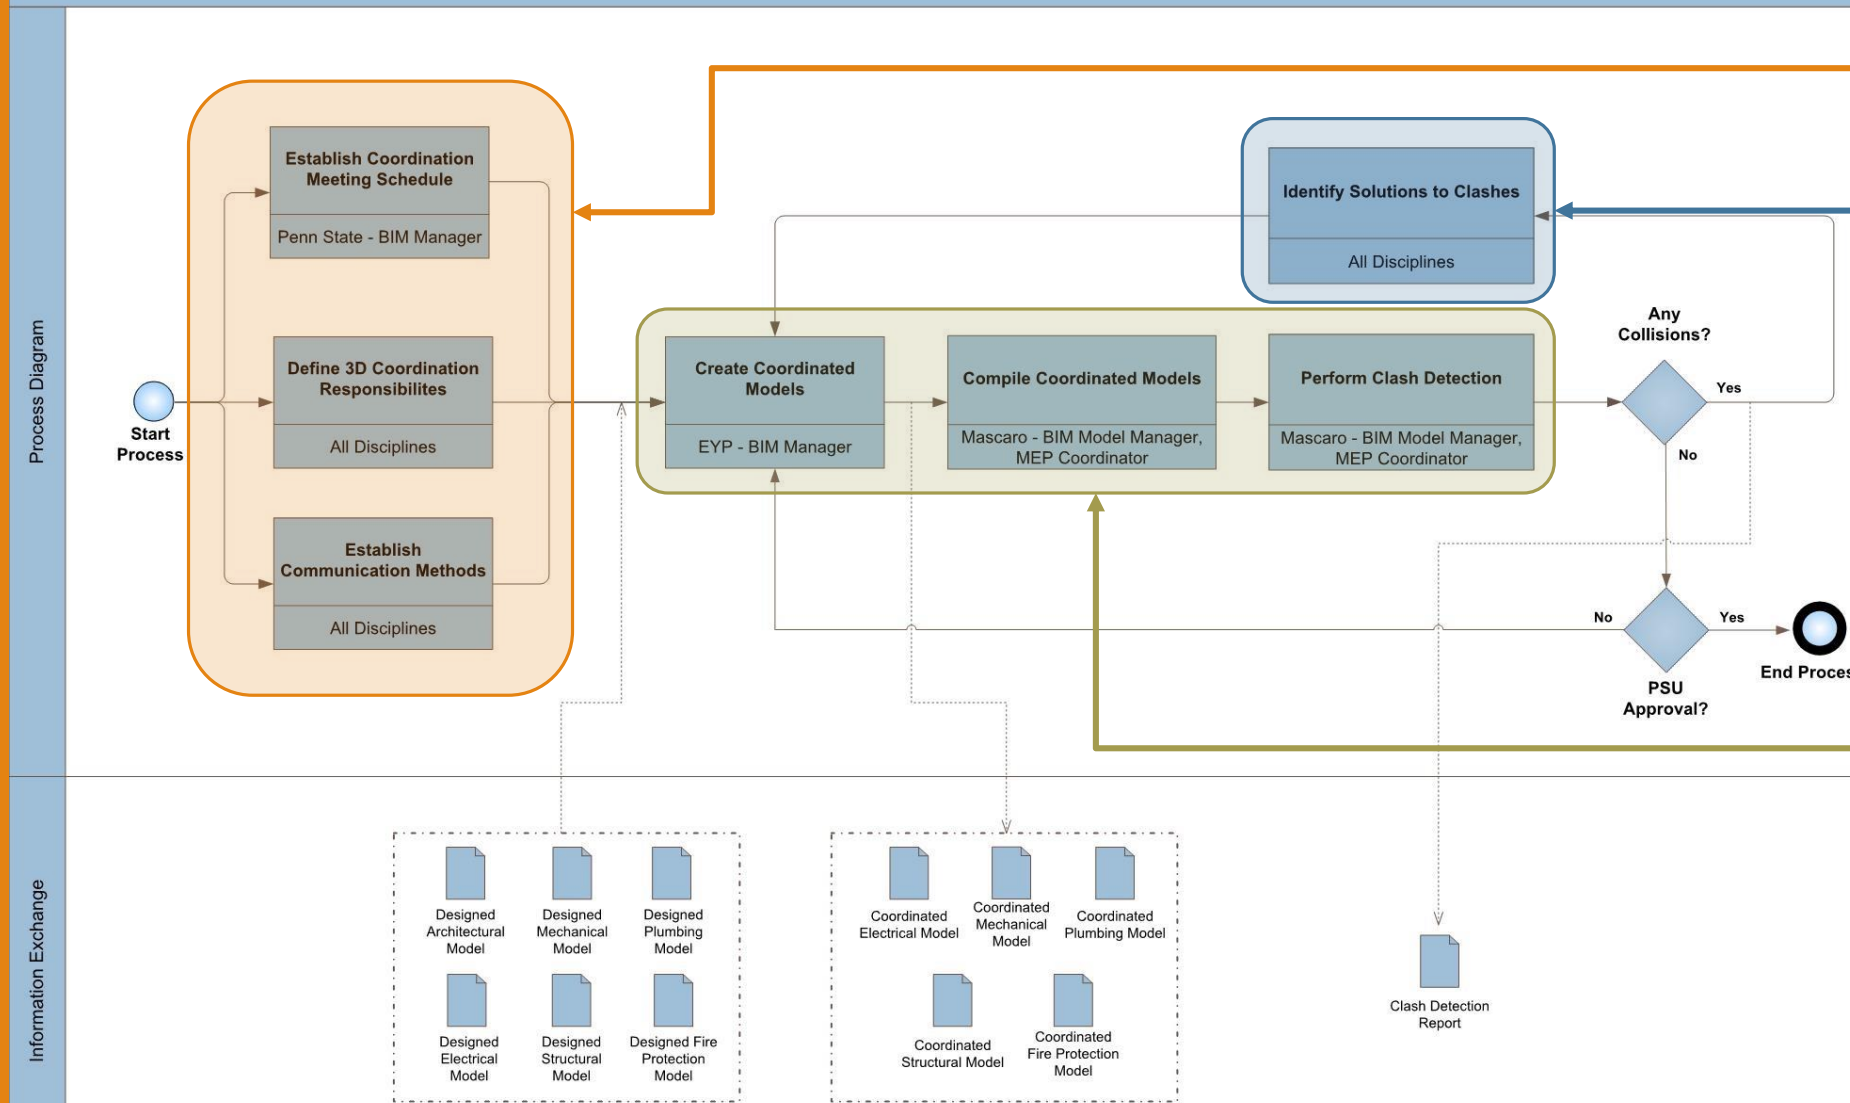 Process Diagram
Start
Process
Establish Coordination
Meeting Schedule
Penn State - BIM Manager
Define 3D Coordination
Responsibilites
All Disciplines
Establish
Communication Methods
All Disciplines
Create Coordinated
Models
EYP - BIM Manager
Compile Coordinated Models
Mascaro - BIM Model Manager,
MEP Coordinator
Perform Clash Detection
Mascaro - BIM Model Manager,
MEP Coordinator
Identify Solutions to Clashes
All Disciplines
Any
Collisions?
Yes
No
No
Yes
PSU
Approval?
End Proces
Information Exchange
Designed
Architectural
Model
Designed
Mechanical
Model
Designed
Plumbing
Model
Designed
Electrical
Model
Designed
Structural
Model
Designed Fire
Protection
Model
Coordinated
Electrical Model
Coordinated
Mechanical
Model
Coordinated
Plumbing Model
Coordinated
Structural Model
Coordinated
Fire Protection
Model
Clash Detection
Report